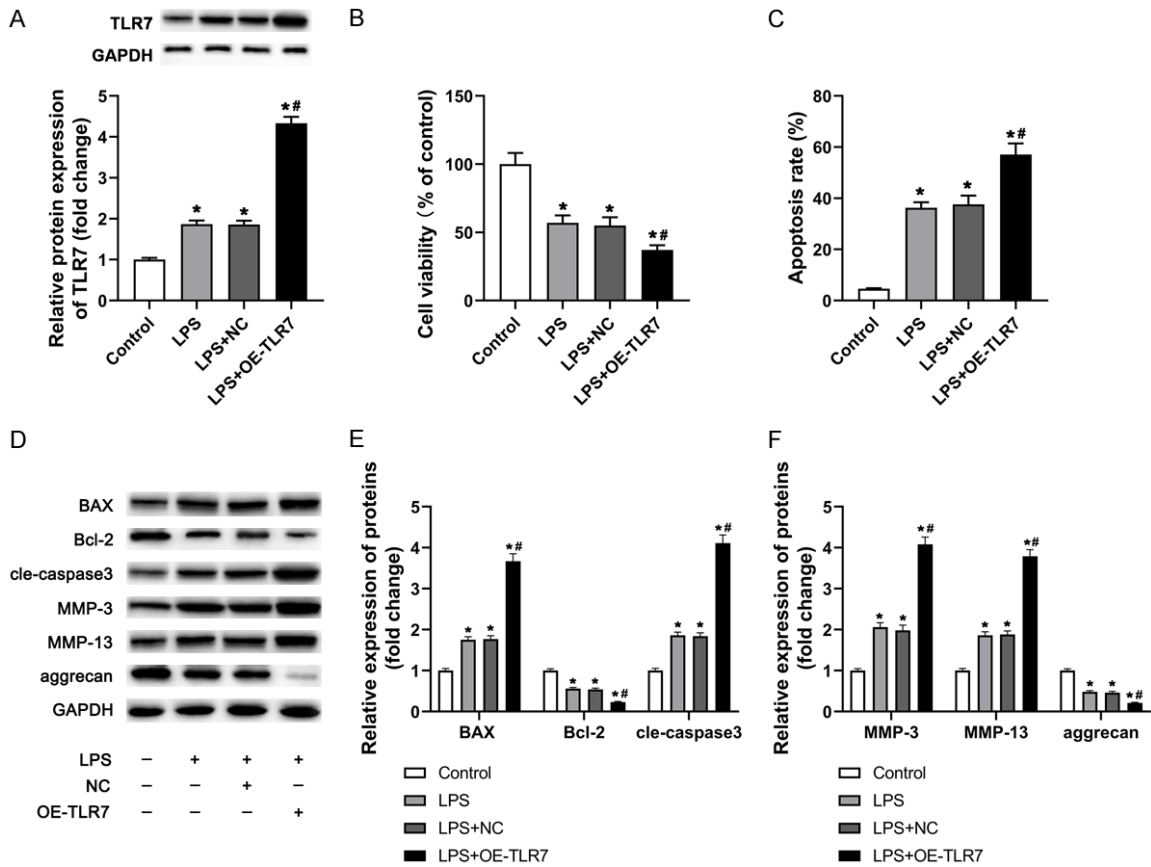 A
TLR7
GAPDH
Relative protein expression
of TLR7 (fold change)
5
4
3
2
1
0
*
*
*#
Control
LPS
LPS+NC
LPS+OE-TLR7
B
Cell viability (% of control)
150
100
50
0
*
*
*#
Control
LPS
LPS+NC
LPS+OE-TLR7
C
Apoptosis rate (%)
80
60
40
20
0
*
*
*#
Control
LPS
LPS+NC
LPS+OE-TLR7
D
BAX
Bcl-2
cle-caspase3
MMP-3
MMP-13
aggrecan
GAPDH
LPS – + + +
NC – – + –
OE-TLR7 – – – +
E
Relative expression of proteins
(fold change)
5
4
3
2
1
0
* * *#
* * *#
* * *#
BAX Bcl-2 cle-caspase3
Control
LPS
LPS+NC
LPS+OE-TLR7
F
Relative expression of proteins
(fold change)
5
4
3
2
1
0
* * *#
* * *#
* * *#
MMP-3 MMP-13 aggrecan
Control
LPS
LPS+NC
LPS+OE-TLR7